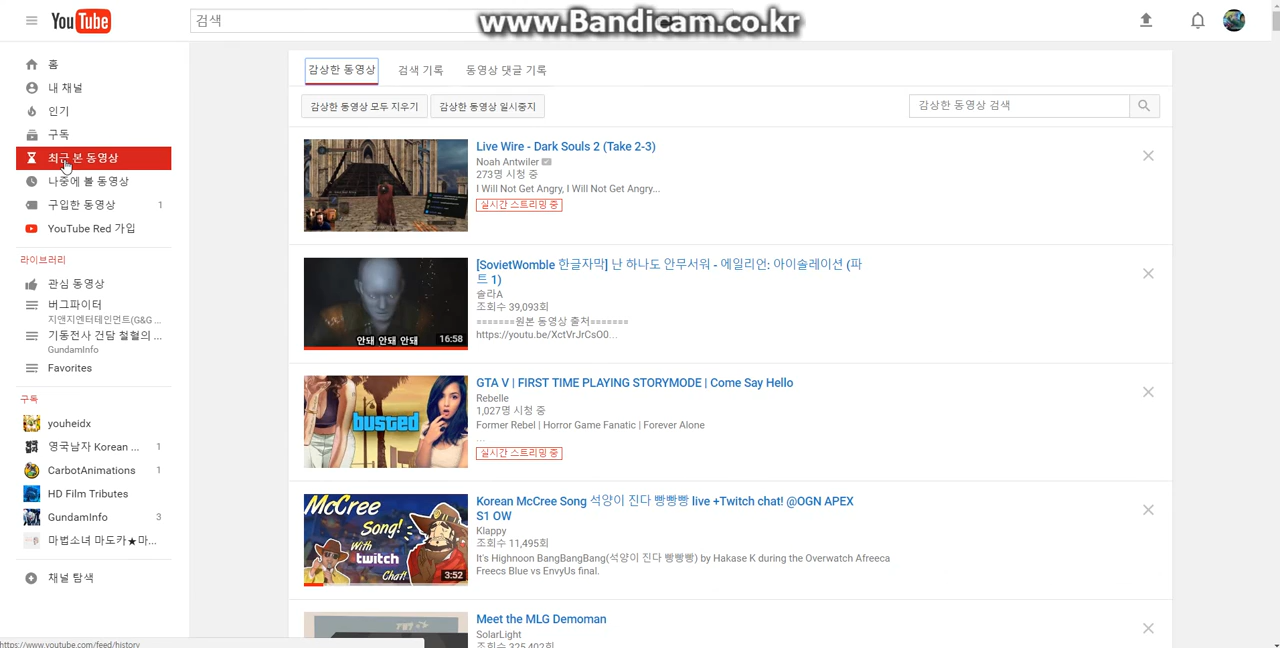 YouTube
검색
www.Bandicam.co.kr
홈
내 채널
인기
구독
최근 본 동영상
나중에 볼 동영상
구입한 동영상 1
YouTube Red 가입
라이브러리
관심 동영상
버그파이터
지앤지엔터테인먼트(G&G ...
기동전사 건담 철혈의 ...
GundamInfo
Favorites
구독
youheidx
영국남자 Korean ... 1
CarbotAnimations 1
HD Film Tributes
GundamInfo 3
마법소녀 마도카★마...
채널 탐색
https://www.youtube.com/feed/history
감상한 동영상 검색 기록 동영상 댓글 기록
감상한 동영상 모두 지우기 감상한 동영상 일시중지 감상한 동영상 검색
Live Wire - Dark Souls 2 (Take 2-3)
Noah Antwiler
273명 시청 중
I Will Not Get Angry, I Will Not Get Angry...
실시간 스트리밍 중
안돼 안돼 안돼
16:58
[SovietWomble 한글자막] 난 하나도 안무서워 - 에일리언: 아이솔레이션 (파
트 1)
술라A
조회수 39,093회
=======원본 동영상 출처=======
https://youtu.be/XctVrJrCsO0...
busted
GTA V | FIRST TIME PLAYING STORYMODE | Come Say Hello
Rebelle
1,027명 시청 중
Former Rebel | Horror Game Fanatic | Forever Alone
...
실시간 스트리밍 중
McCree
Song!
With
twitch
Chat!
3:52
Korean McCree Song 석양이 진다 빵빵빵 live +Twitch chat! @OGN APEX
S1 OW
Klappy
조회수 11,495회
It's Highnoon BangBangBang(석양이 진다 빵빵빵) by Hakase K during the Overwatch Afreeca
Freecs Blue vs EnvyUs final.
Meet the MLG Demoman
SolarLight
조회수 325,402회